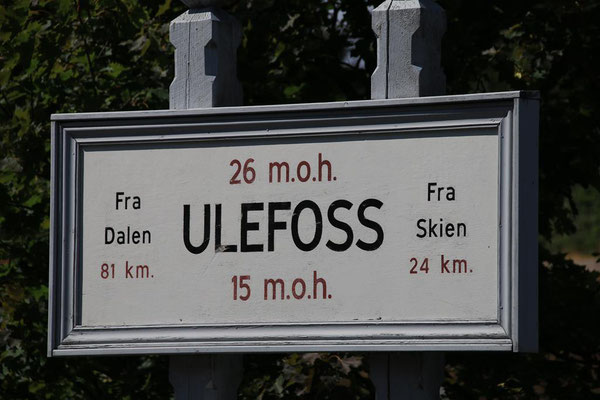 26 m.o.h.
Fra
Dalen
81 km.
ULEFOSS
Fra
Skien
24 km.
15 m.o.h.